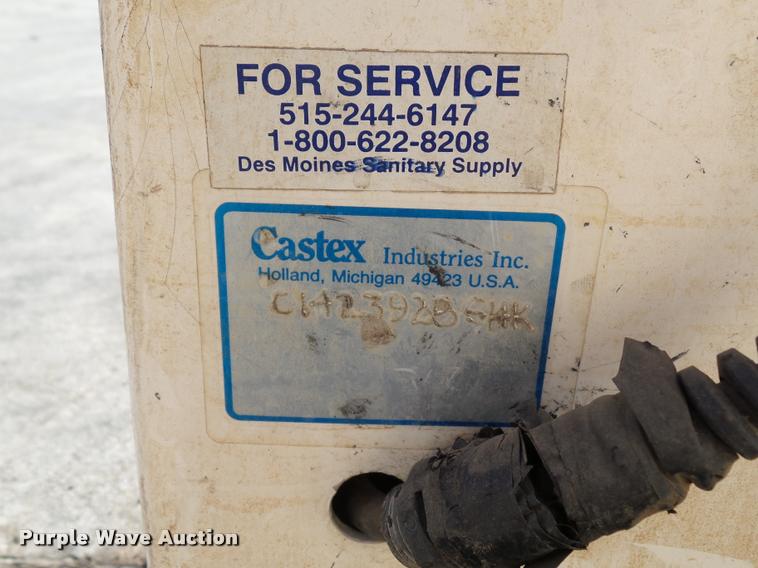 FOR SERVICE
515-244-6147
1-800-622-8208
Des Moines Sanitary Supply
Castex Industries Inc.
Holland, Michigan 49423 U.S.A.
Purple Wave Auction